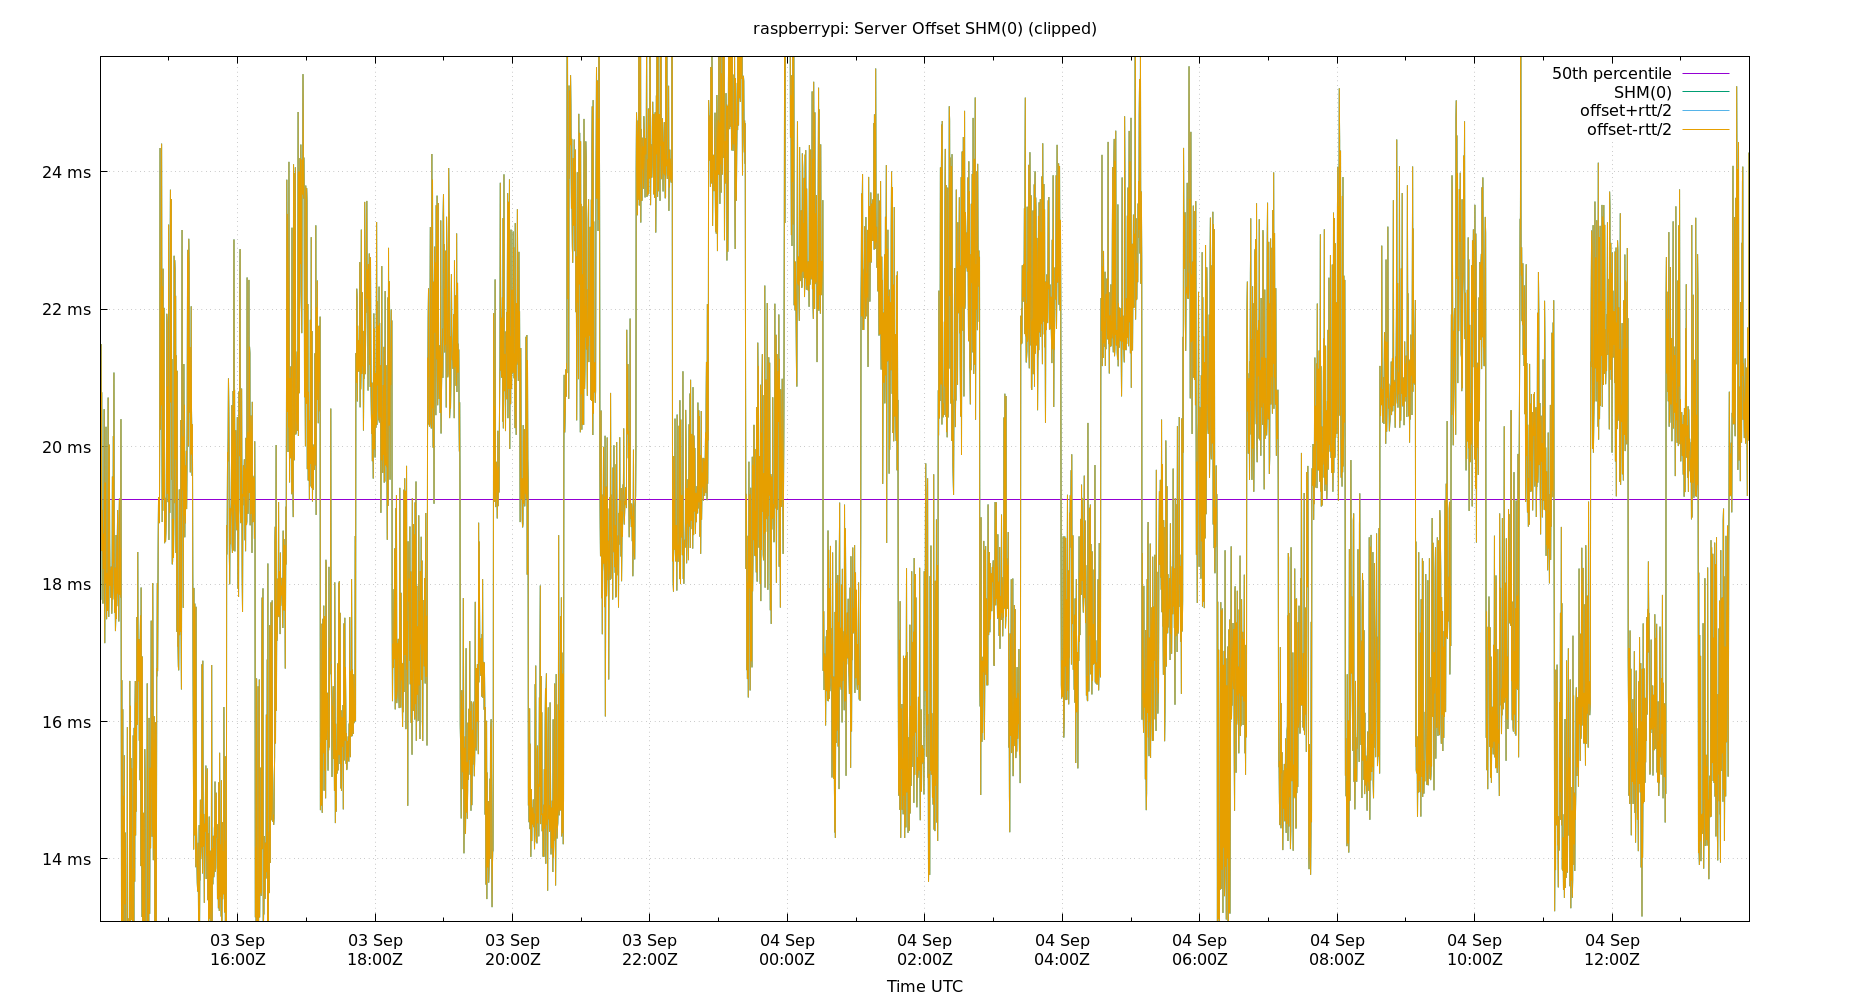 raspberrypi: Server Offset SHM(0) (clipped)
50th percentile
SHM(0)
offset+rtt/2
offset-rtt/2
24 ms
22 ms
20 ms
18 ms
16 ms
14 ms
03 Sep 03 Sep 03 Sep 03 Sep 04 Sep 04 Sep 04 Sep 04 Sep 04 Sep 04 Sep 04 Sep
16:00Z 18:00Z 20:00Z 22:00Z 00:00Z 02:00Z 04:00Z 06:00Z 08:00Z 10:00Z 12:00Z
Time UTC